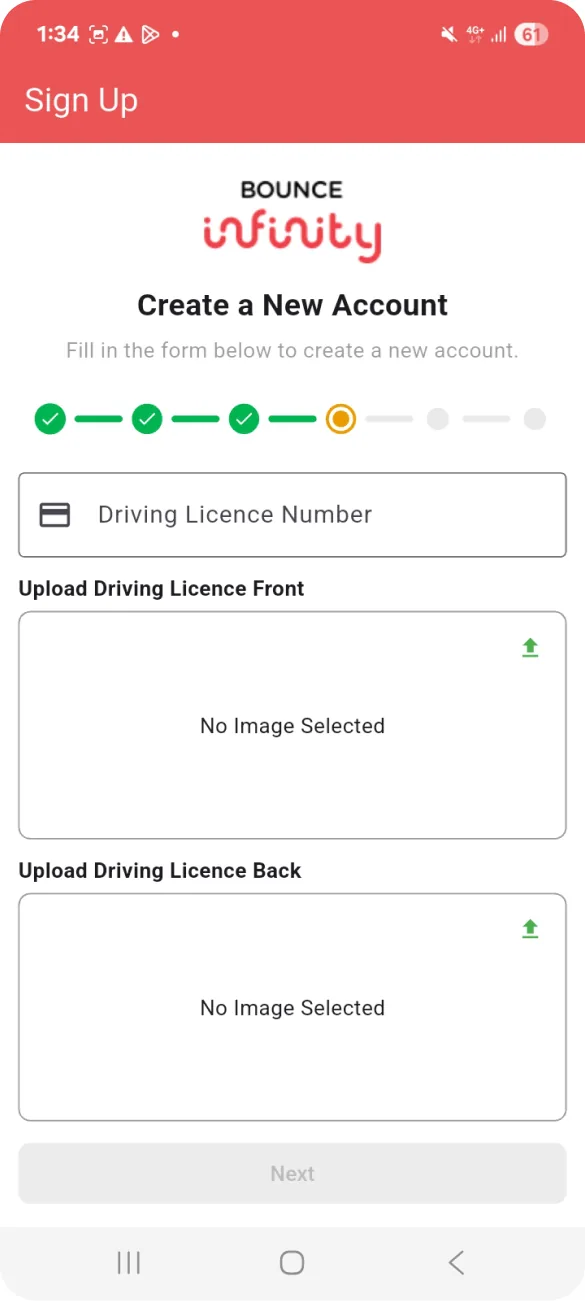 1:34
4G+
61
Sign Up
BOUNCE
infinity
Create a New Account
Fill in the form below to create a new account.
Driving Licence Number
Upload Driving Licence Front
No Image Selected
Upload Driving Licence Back
No Image Selected
Next